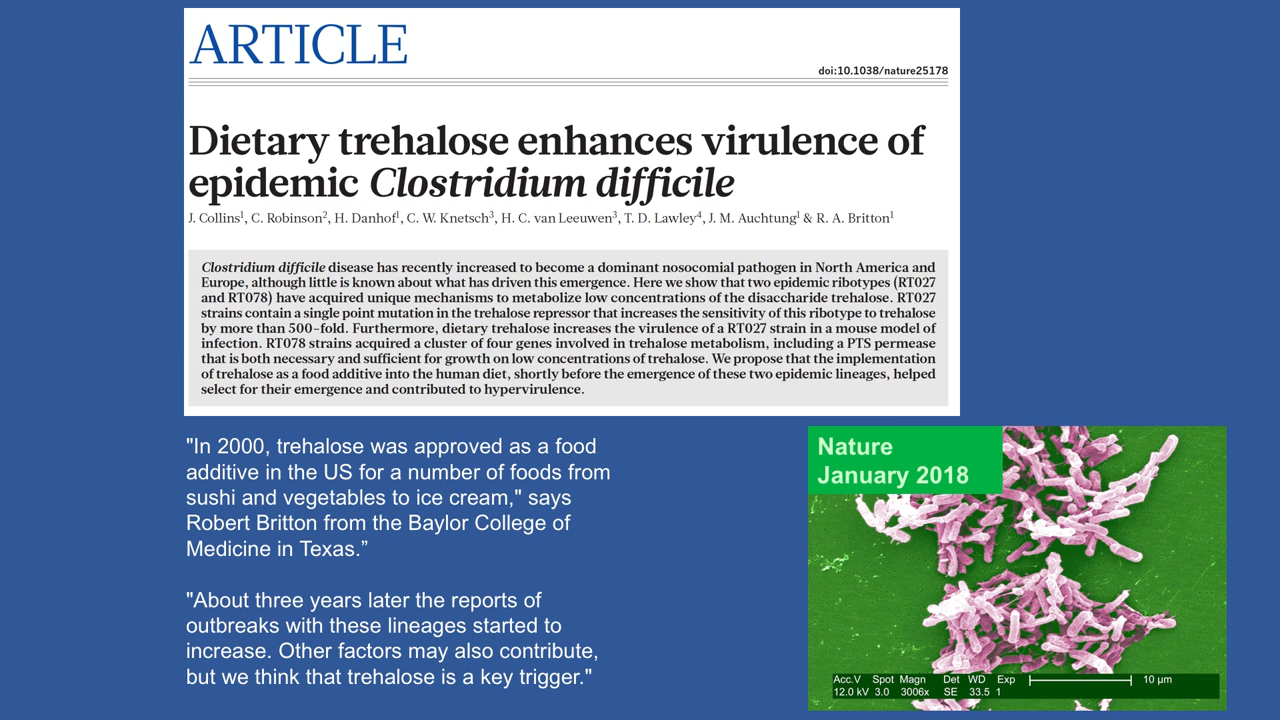 ARTICLE
doi:10.1038/nature25178
Dietary trehalose enhances virulence of
epidemic Clostridium difficile
J. Collins1, C. Robinson2, H. Danhof1, C. W. Knetsch3, H. C. van Leeuwen3, T. D. Lawley4, J. M. Auchtung1 & R. A. Britton1
Clostridium difficile disease has recently increased to become a dominant nosocomial pathogen in North America and
Europe, although little is known about what has driven this emergence. Here we show that two epidemic ribotypes (RT027
and RT078) have acquired unique mechanisms to metabolize low concentrations of the disaccharide trehalose. RT027
strains contain a single point mutation in the trehalose repressor that increases the sensitivity of this ribotype to trehalose
by more than 500-fold. Furthermore, dietary trehalose increases the virulence of a RT027 strain in a mouse model of
infection. RT078 strains acquired a cluster of four genes involved in trehalose metabolism, including a PTS permease
that is both necessary and sufficient for growth on low concentrations of trehalose. We propose that the implementation
of trehalose as a food additive into the human diet, shortly before the emergence of these two epidemic lineages, helped
select for their emergence and contributed to hypervirulence.
"In 2000, trehalose was approved as a food
additive in the US for a number of foods from
sushi and vegetables to ice cream," says
Robert Britton from the Baylor College of
Medicine in Texas.”
"About three years later the reports of
outbreaks with these lineages started to
increase. Other factors may also contribute,
but we think that trehalose is a key trigger."
Nature
January 2018
Acc.V Spot Magn Det WD Exp
12.0 kV 3.0 3006x SE 33.5 1
10 µm